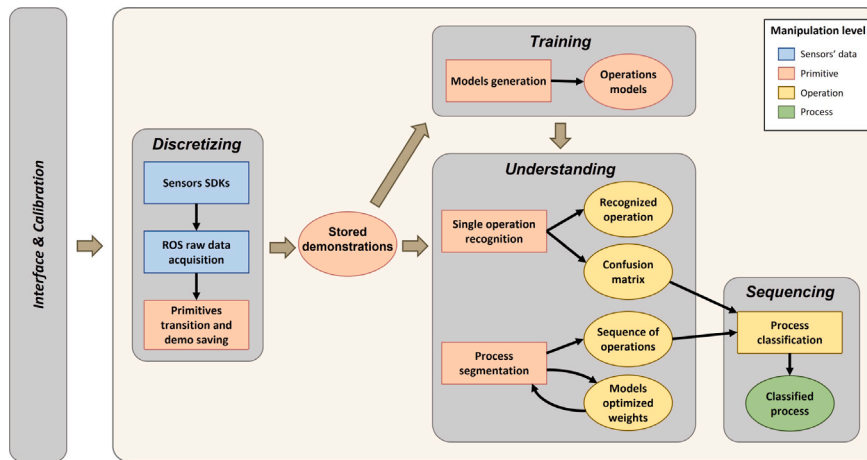 Interface & Calibration
Discretizing
Sensors SDKs
ROS raw data
acquisition
Primitives
transition and
demo saving
Stored
demonstrations
Training
Models generation
Operations
models
Understanding
Single operation
recognition
Recognized
operation
Confusion
matrix
Process
segmentation
Sequence of
operations
Models
optimized
weights
Sequencing
Process
classification
Classified
process
Manipulation level
Sensors' data
Primitive
Operation
Process